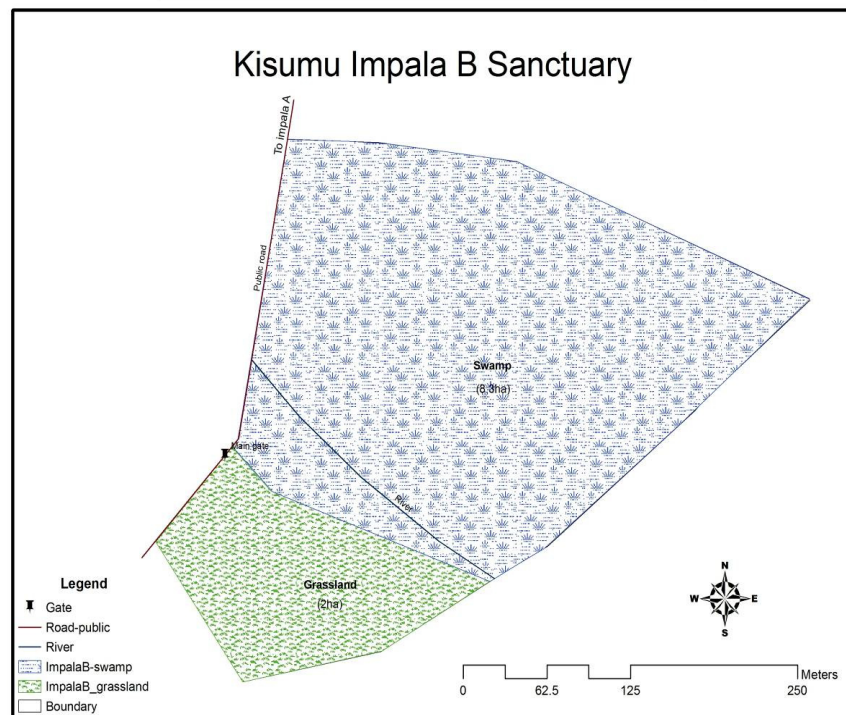 Kisumu Impala B Sanctuary
To impala A
Public road
Swamp
(8.3ha)
Main gate
River
Grassland
(2ha)
Legend
Gate
Road-public
River
ImpalaB-swamp
ImpalaB_grassland
Boundary
N
W E
S
Meters
0 62.5 125 250